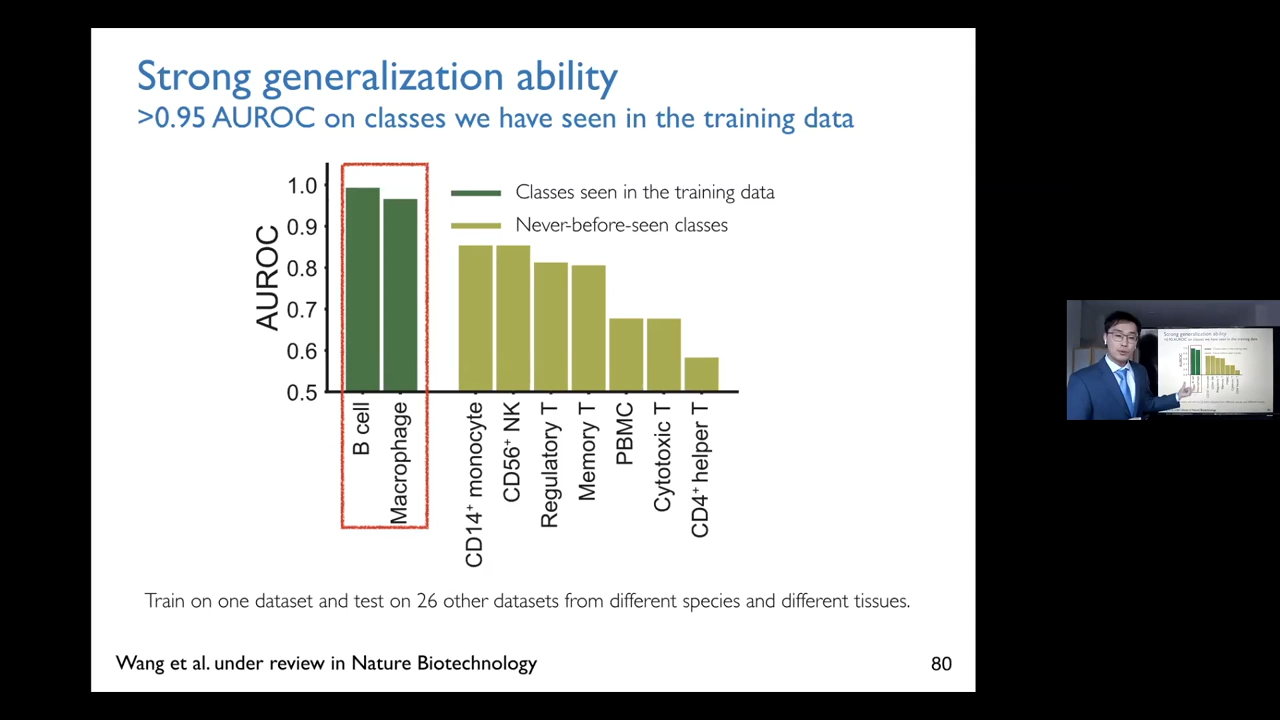 Strong generalization ability
>0.95 AUROC on classes we have seen in the training data
AUROC
1.0
0.9
0.8
0.7
0.6
0.5
Classes seen in the training data
Never-before-seen classes
B cell
Macrophage
CD14⁺ monocyte
CD56⁺ NK
Regulatory T
Memory T
PBMC
Cytotoxic T
CD4⁺ helper T
Train on one dataset and test on 26 other datasets from different species and different tissues.
Wang et al. under review in Nature Biotechnology
80
Strong generalization ability